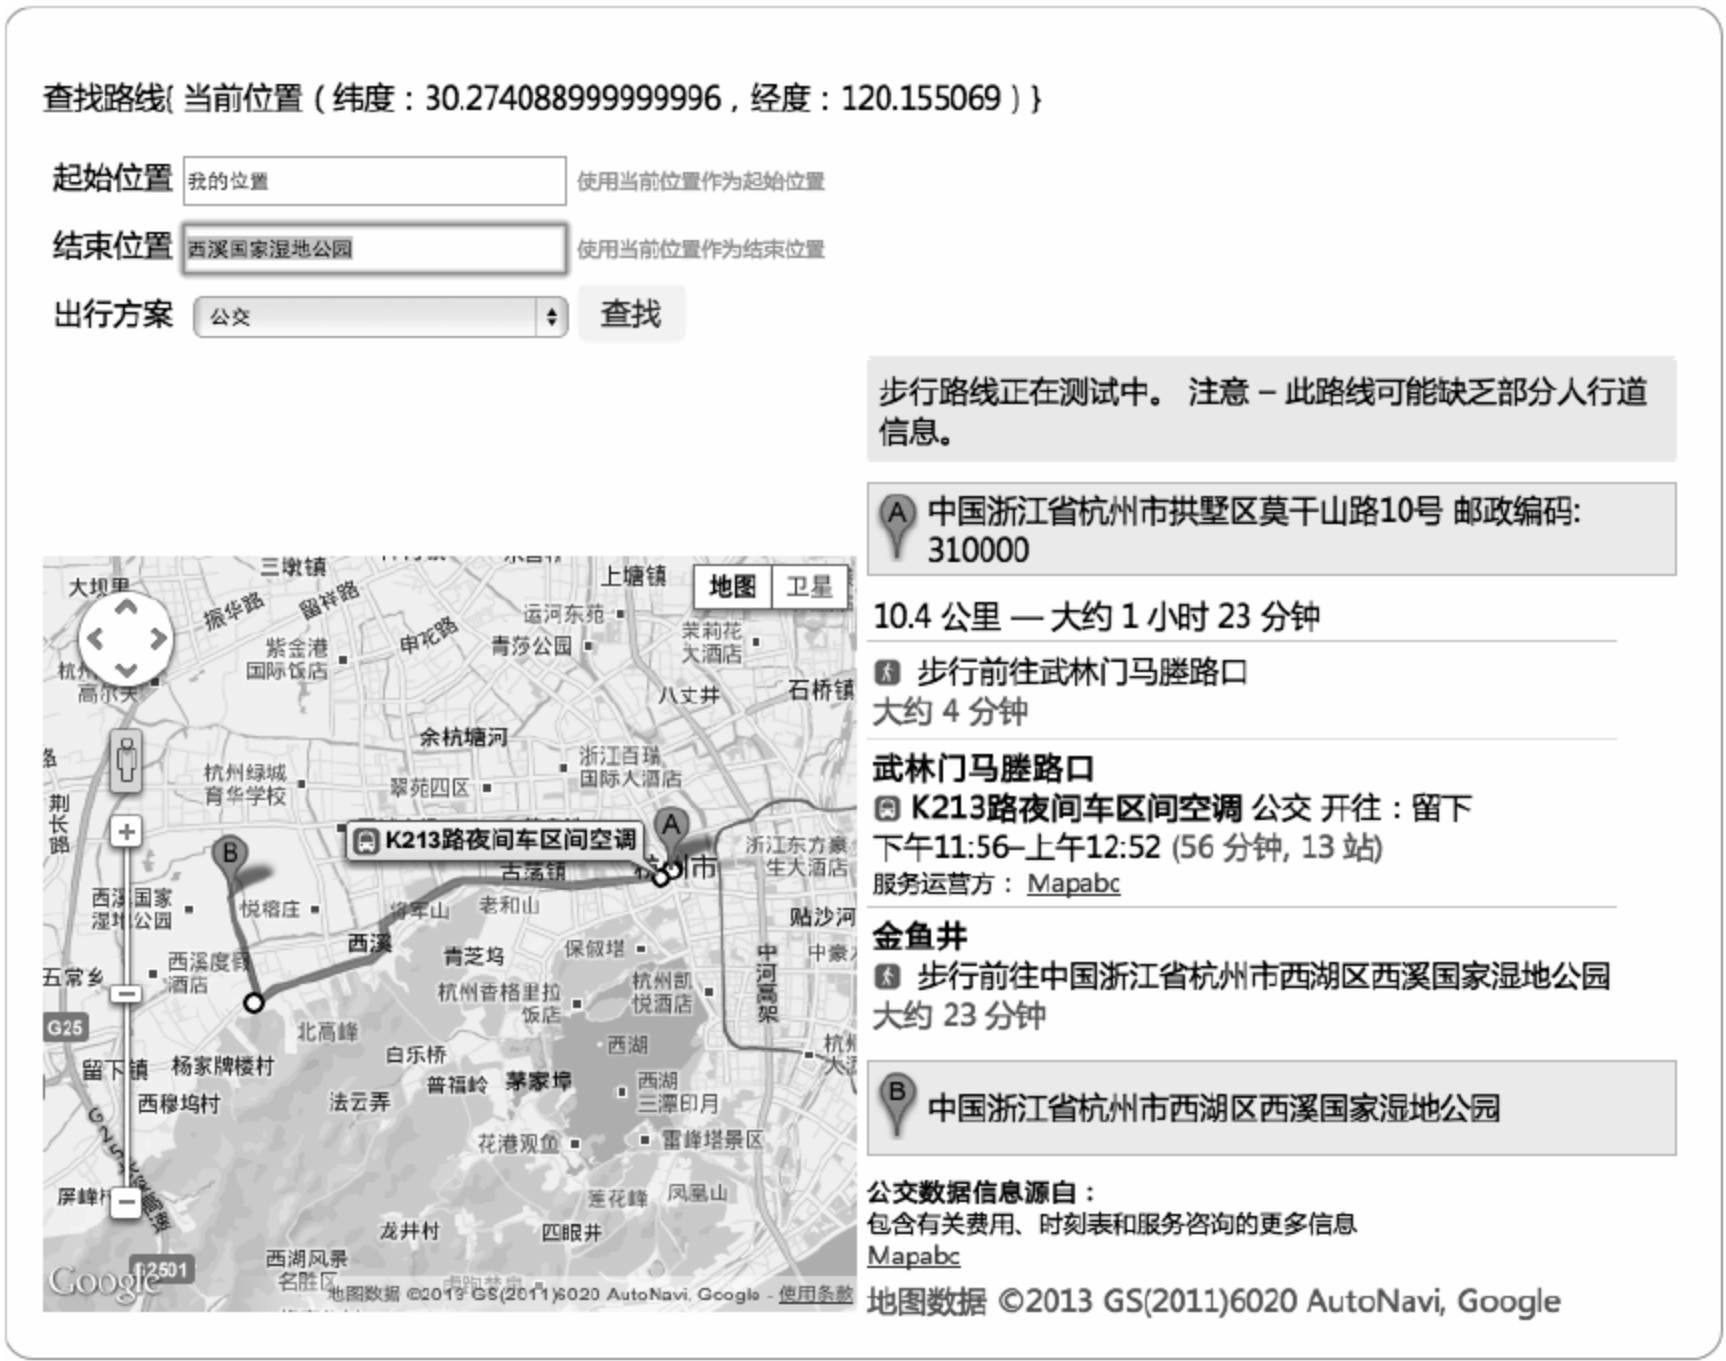 查找路线{ 当前位置 ( 纬度：30.274088999999996，经度：120.155069 ) }
起始位置 我的位置 使用当前位置作为起始位置
结束位置 西溪国家湿地公园 使用当前位置作为结束位置
出行方案 公交 查找
步行路线正在测试中。 注意 – 此路线可能缺乏部分人行道
信息。
A 中国浙江省杭州市拱墅区莫干山路10号 邮政编码:
310000
10.4 公里 — 大约 1 小时 23 分钟
步行前往武林门马塍路口
大约 4 分钟
武林门马塍路口
K213路夜间车区间空调 公交 开往：留下
下午11:56–上午12:52 (56 分钟, 13 站)
服务运营方： Mapabc
金鱼井
步行前往中国浙江省杭州市西湖区西溪国家湿地公园
大约 23 分钟
B 中国浙江省杭州市西湖区西溪国家湿地公园
公交数据信息源自：
包含有关费用、时刻表和服务咨询的更多信息
Mapabc
地图数据 ©2013 GS(2011)6020 AutoNavi, Google
三墩镇
上塘镇
地图 卫星
大坝里
振华路
留祥路
运河东苑
申花路
青莎公园
茉莉花
大酒店
紫金港
国际饭店
高尔夫
八丈井
石桥镇
余杭塘河
浙江百瑞
国际大酒店
杭州绿城
育华学校
翠苑四区
荆长路
K213路夜间车区间空调
A
B
浙江东方豪
生大酒店
古荡镇
州市
西溪国家
湿地公园
悦榕庄
将军山
老和山
贴沙河
西溪
青芝坞
保俶塔
中河高架
中豪
五常乡
西溪度假
酒店
杭州香格里拉
饭店
杭州凯
悦酒店
G25
北高峰
西湖
留下镇
杨家牌楼村
白乐桥
普福岭
茅家埠
西湖
三潭印月
西穆坞村
法云弄
花港观鱼
雷峰塔景区
屏峰村
莲花峰
凤凰山
龙井村
四眼井
西湖风景
名胜区
G2501
虎跑梦泉
Google
地图数据 ©2013 GS(2011)6020 AutoNavi, Google - 使用条款